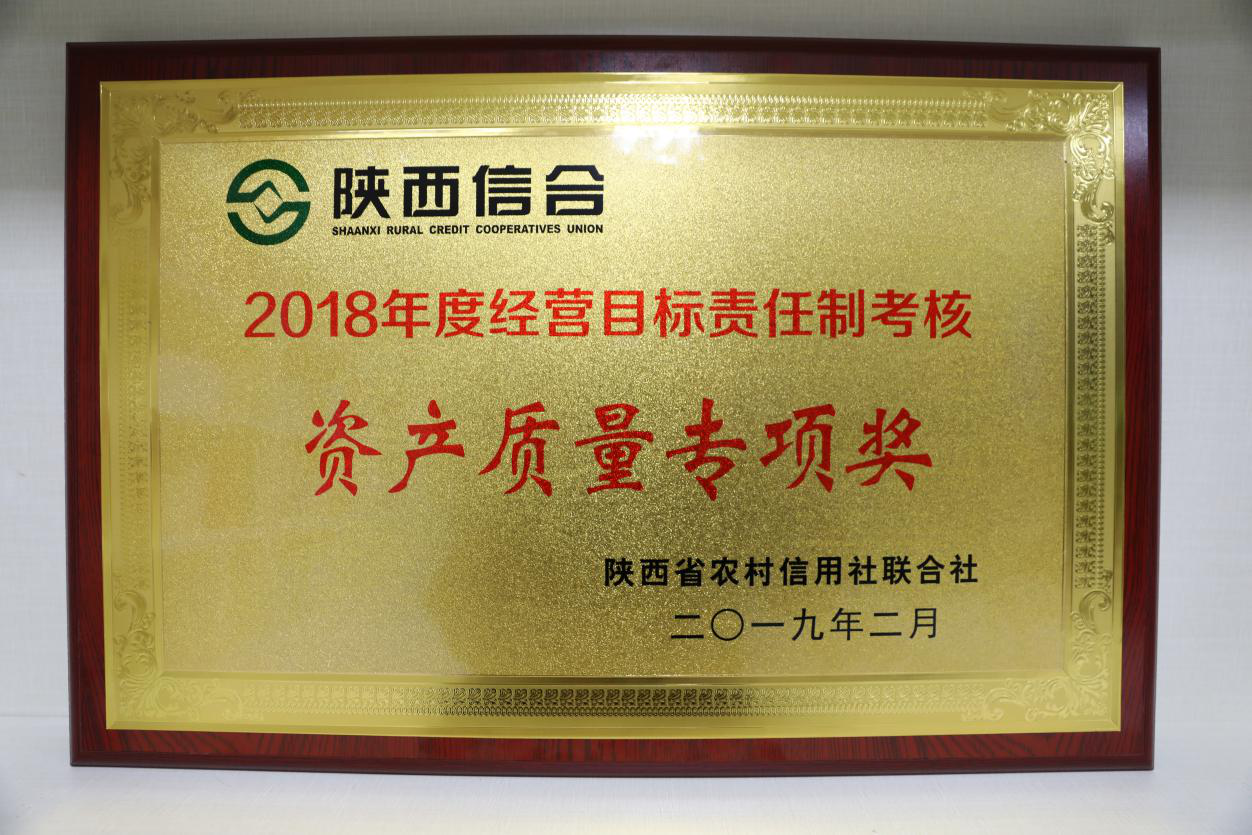 陕西信合
SHAANXI RURAL CREDIT COOPERATIVES UNION
2018年度经营目标责任制考核
资产质量专项奖
陕西省农村信用社联合社
二〇一九年二月